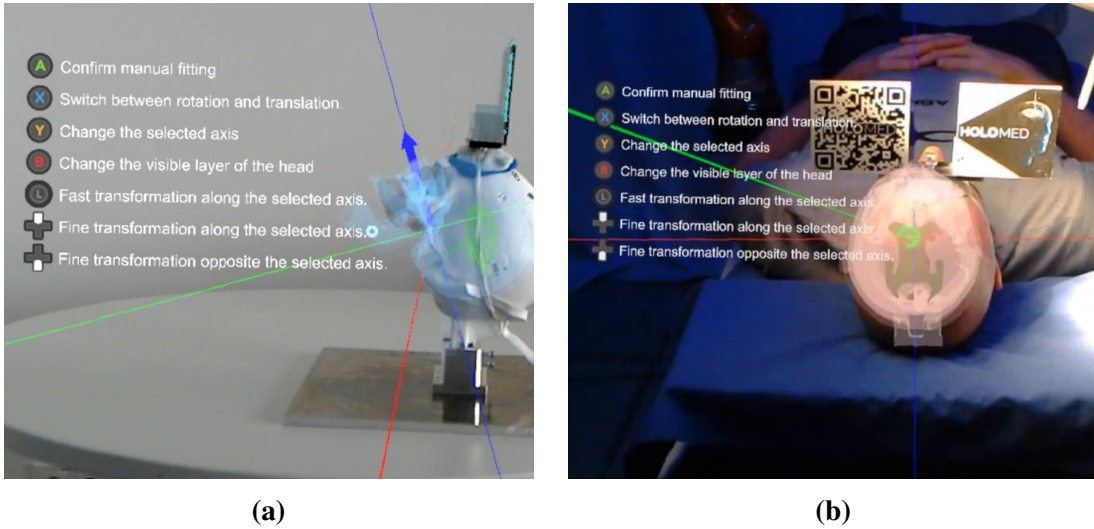 A Confirm manual fitting
X Switch between rotation and translation.
Y Change the selected axis
B Change the visible layer of the head
L Fast transformation along the selected axis.
Fine transformation along the selected axis.
Fine transformation opposite the selected axis.
(a)
A Confirm manual fitting
X Switch between rotation and translation.
Y Change the selected axis
B Change the visible layer of the head
L Fast transformation along the selected axis.
Fine transformation along the selected axis.
Fine transformation opposite the selected axis.
HOLOMED
HOLOMED
(b)